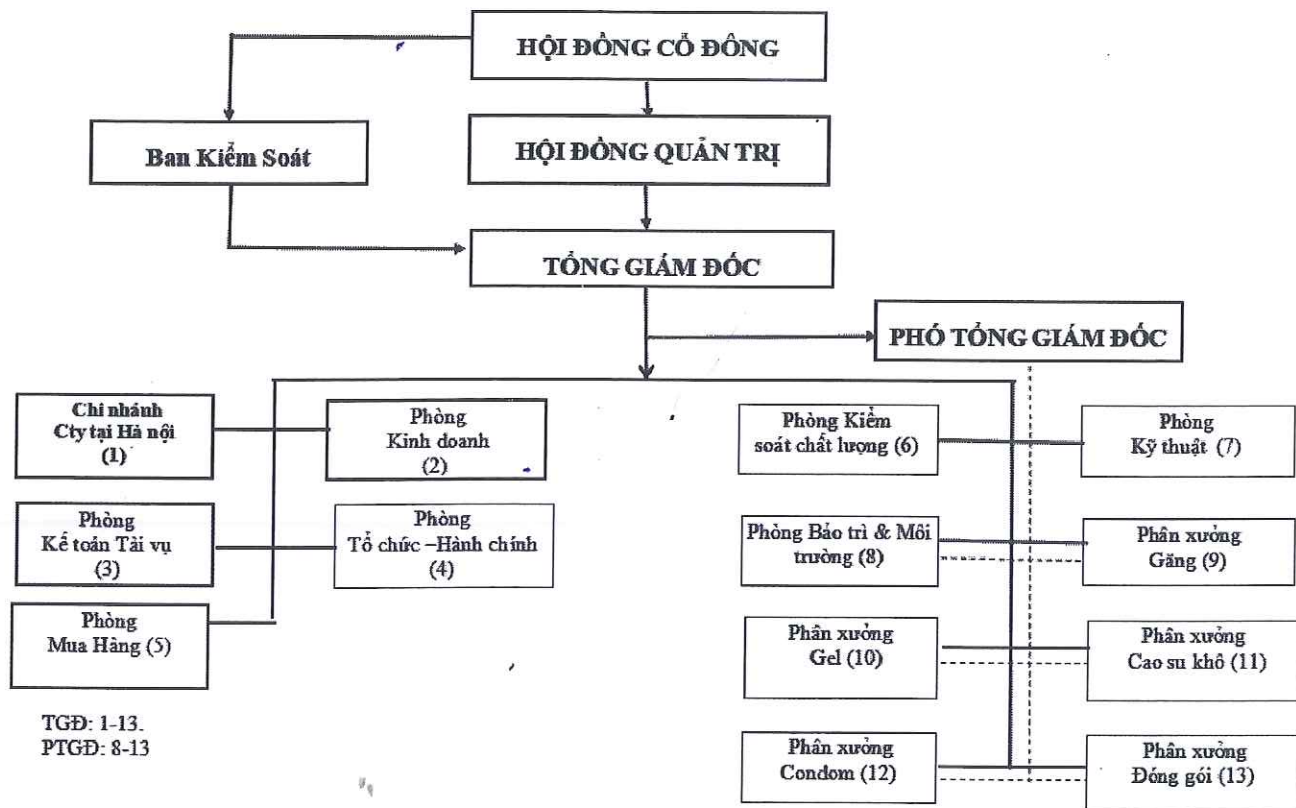 HỘI ĐỒNG CỔ ĐÔNG
Ban Kiểm Soát
HỘI ĐỒNG QUẢN TRỊ
TỔNG GIÁM ĐỐC
PHÓ TỔNG GIÁM ĐỐC
Chi nhánh
Cty tại Hà nội
(1)
Phòng
Kinh doanh
(2)
Phòng
Kế toán Tài vụ
(3)
Phòng
Tổ chức –Hành chính
(4)
Phòng
Mua Hàng (5)
Phòng Kiểm
soát chất lượng (6)
Phòng
Kỹ thuật (7)
Phòng Bảo trì & Môi
trường (8)
Phân xưởng
Găng (9)
Phân xưởng
Gel (10)
Phân xưởng
Cao su khô (11)
Phân xưởng
Condom (12)
Phân xưởng
Đóng gói (13)
TGĐ: 1-13.
PTGĐ: 8-13